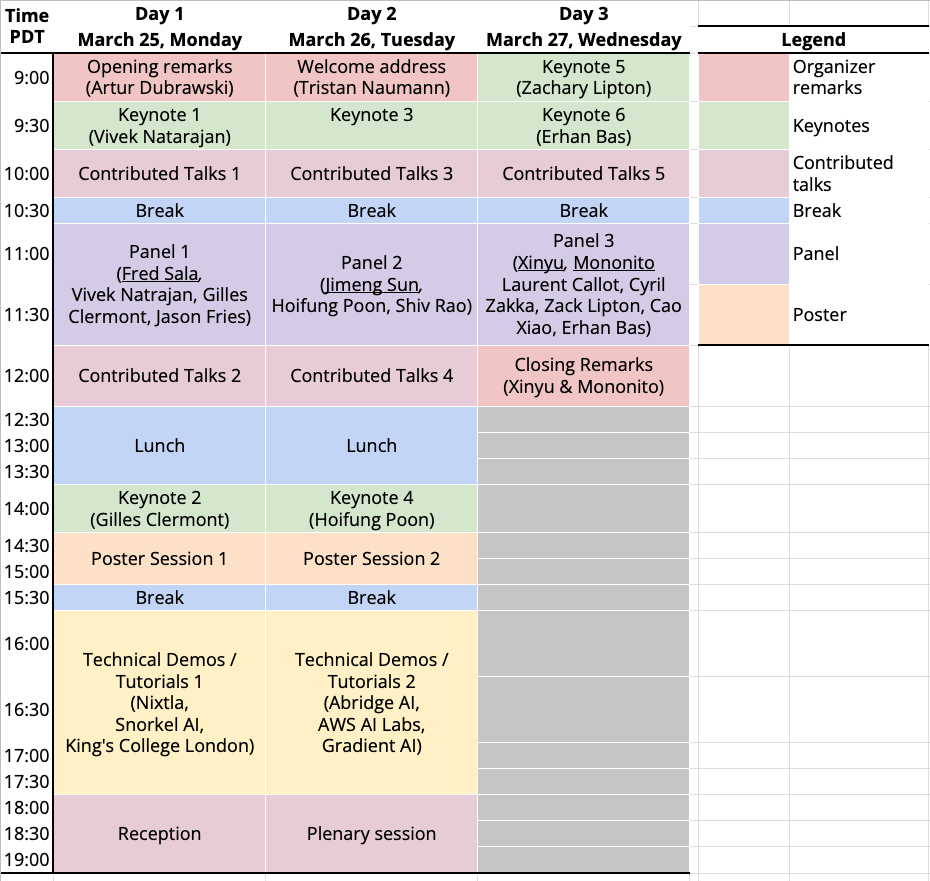 Time
PDT
Day 1
March 25, Monday
Day 2
March 26, Tuesday
Day 3
March 27, Wednesday
Legend
9:00
Opening remarks
(Artur Dubrawski)
Welcome address
(Tristan Naumann)
Keynote 5
(Zachary Lipton)
Organizer
remarks
9:30
Keynote 1
(Vivek Natarajan)
Keynote 3
Keynote 6
(Erhan Bas)
Keynotes
10:00
Contributed Talks 1
Contributed Talks 3
Contributed Talks 5
Contributed
talks
10:30
Break
Break
Break
Break
11:00
11:30
Panel 1
(Fred Sala,
Vivek Natrajan, Gilles
Clermont, Jason Fries)
Panel 2
(Jimeng Sun,
Hoifung Poon, Shiv Rao)
Panel 3
(Xinyu, Mononito
Laurent Callot, Cyril
Zakka, Zack Lipton, Cao
Xiao, Erhan Bas)
Panel
Poster
12:00
Contributed Talks 2
Contributed Talks 4
Closing Remarks
(Xinyu & Mononito)
12:30
13:00
13:30
Lunch
Lunch
14:00
Keynote 2
(Gilles Clermont)
Keynote 4
(Hoifung Poon)
14:30
15:00
Poster Session 1
Poster Session 2
15:30
Break
Break
16:00
16:30
17:00
17:30
Technical Demos /
Tutorials 1
(Nixtla,
Snorkel AI,
King's College London)
Technical Demos /
Tutorials 2
(Abridge AI,
AWS AI Labs,
Gradient AI)
18:00
18:30
19:00
Reception
Plenary session